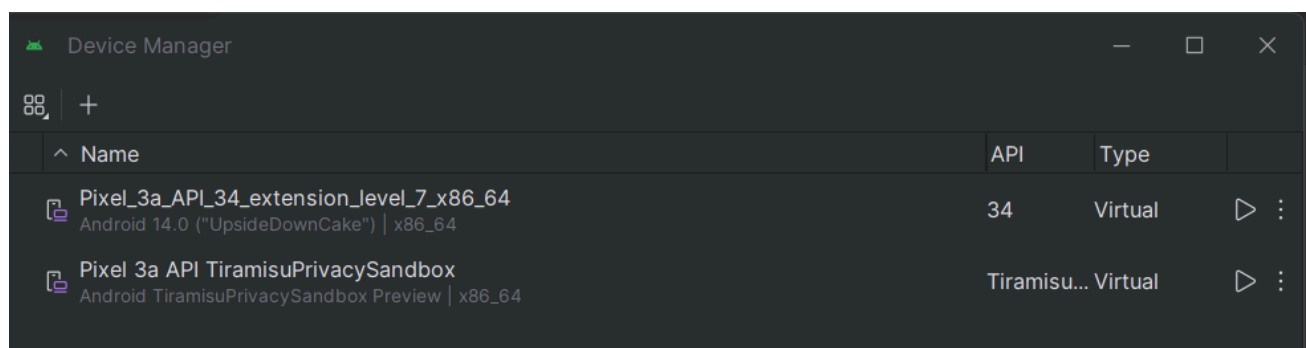 Device Manager
Name API Type
Pixel_3a_API_34_extension_level_7_x86_64
Android 14.0 ("UpsideDownCake") | x86_64
34 Virtual
Pixel 3a API TiramisuPrivacySandbox
Android TiramisuPrivacySandbox Preview | x86_64
Tiramisu... Virtual